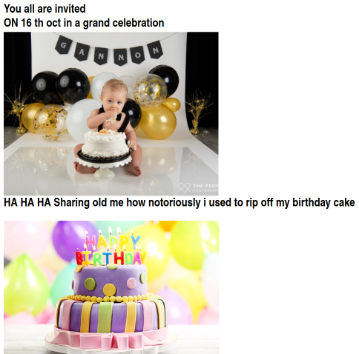 You all are invited
ON 16 th oct in a grand celebration
GANNON
HA HA HA Sharing old me how notoriously i used to rip off my birthday cake
HAPPY
BIRTHDAY